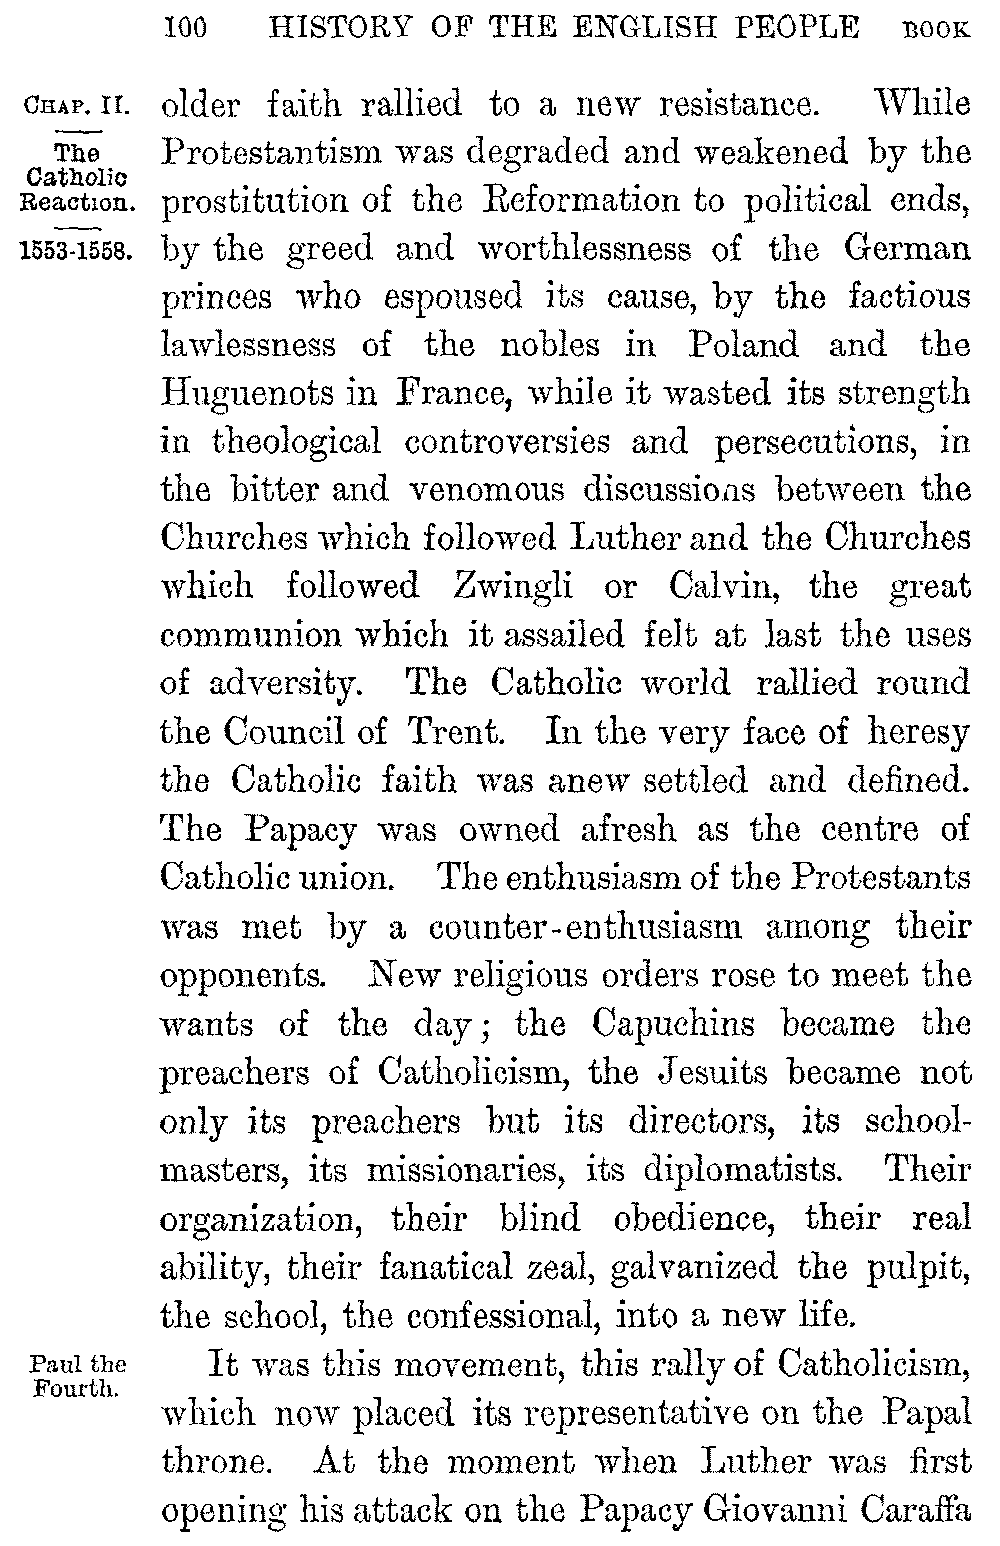 100 HISTORY OF THE ENGLISH PEOPLE BOOK
CHAP. II.
The
Catholic
Reaction.
1553-1558.
older faith rallied to a new resistance. While
Protestantism was degraded and weakened by the
prostitution of the Reformation to political ends,
by the greed and worthlessness of the German
princes who espoused its cause, by the factious
lawlessness of the nobles in Poland and the
Huguenots in France, while it wasted its strength
in theological controversies and persecutions, in
the bitter and venomous discussions between the
Churches which followed Luther and the Churches
which followed Zwingli or Calvin, the great
communion which it assailed felt at last the uses
of adversity. The Catholic world rallied round
the Council of Trent. In the very face of heresy
the Catholic faith was anew settled and defined.
The Papacy was owned afresh as the centre of
Catholic union. The enthusiasm of the Protestants
was met by a counter-enthusiasm among their
opponents. New religious orders rose to meet the
wants of the day; the Capuchins became the
preachers of Catholicism, the Jesuits became not
only its preachers but its directors, its school-
masters, its missionaries, its diplomatists. Their
organization, their blind obedience, their real
ability, their fanatical zeal, galvanized the pulpit,
the school, the confessional, into a new life.
Paul the
Fourth.
It was this movement, this rally of Catholicism,
which now placed its representative on the Papal
throne. At the moment when Luther was first
opening his attack on the Papacy Giovanni Caraffa